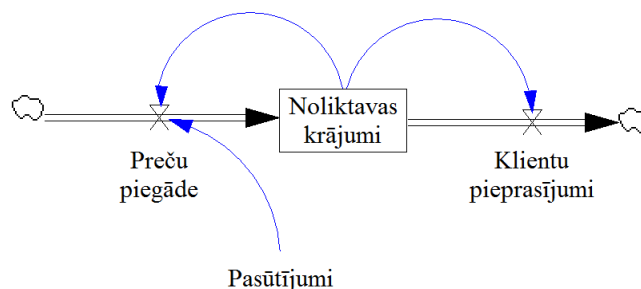 Noliktavas
krājumi
Preču
piegāde
Klientu
pieprasījumi
Pasūtījumi